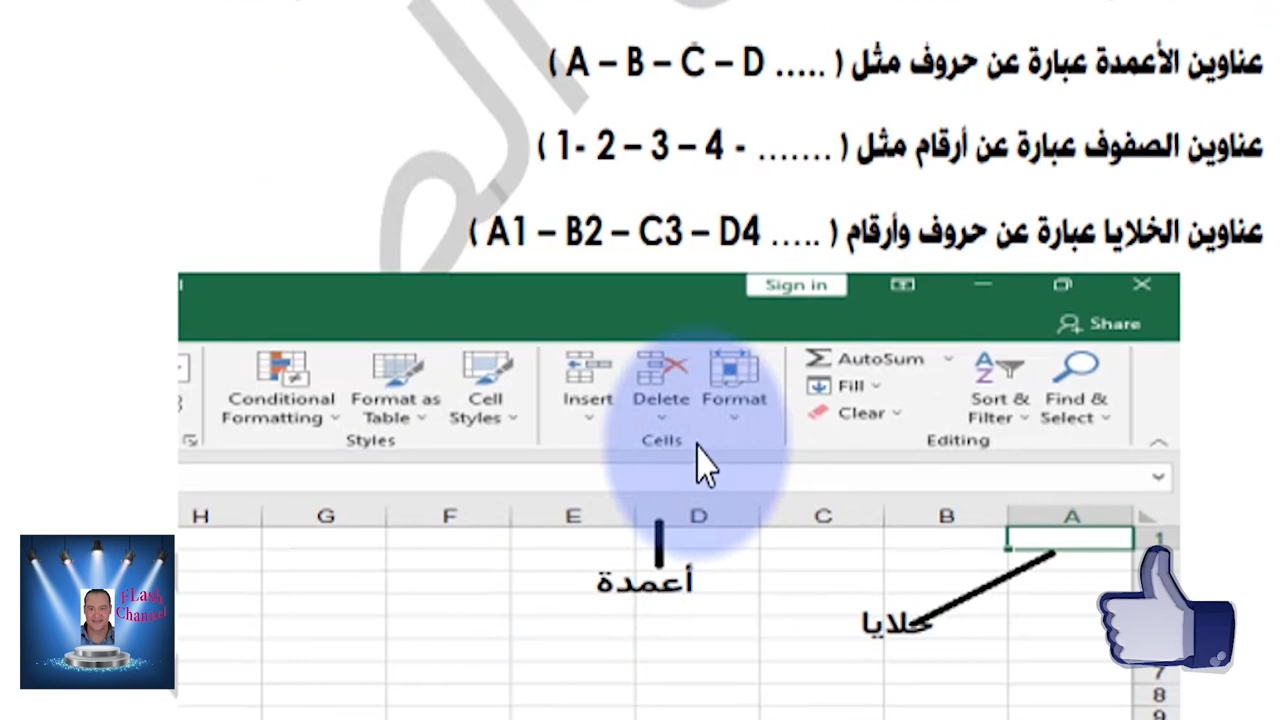 عناوين الأعمدة عبارة عن حروف مثل ( A – B – C – D ..... )
عناوين الصفوف عبارة عن أرقام مثل ( 1- 2 – 3 – 4 - ....... )
عناوين الخلايا عبارة عن حروف وأرقام ( A1 – B2 – C3 – D4 ..... )
Sign in
Share
Conditional Formatting
Format as Table
Cell Styles
Insert
Delete
Format
AutoSum
Fill
Clear
Sort & Filter
Find & Select
Styles
Cells
Editing
H G F E D C B A
1
أعمدة
خلايا
7
8
9
FLash
Channel